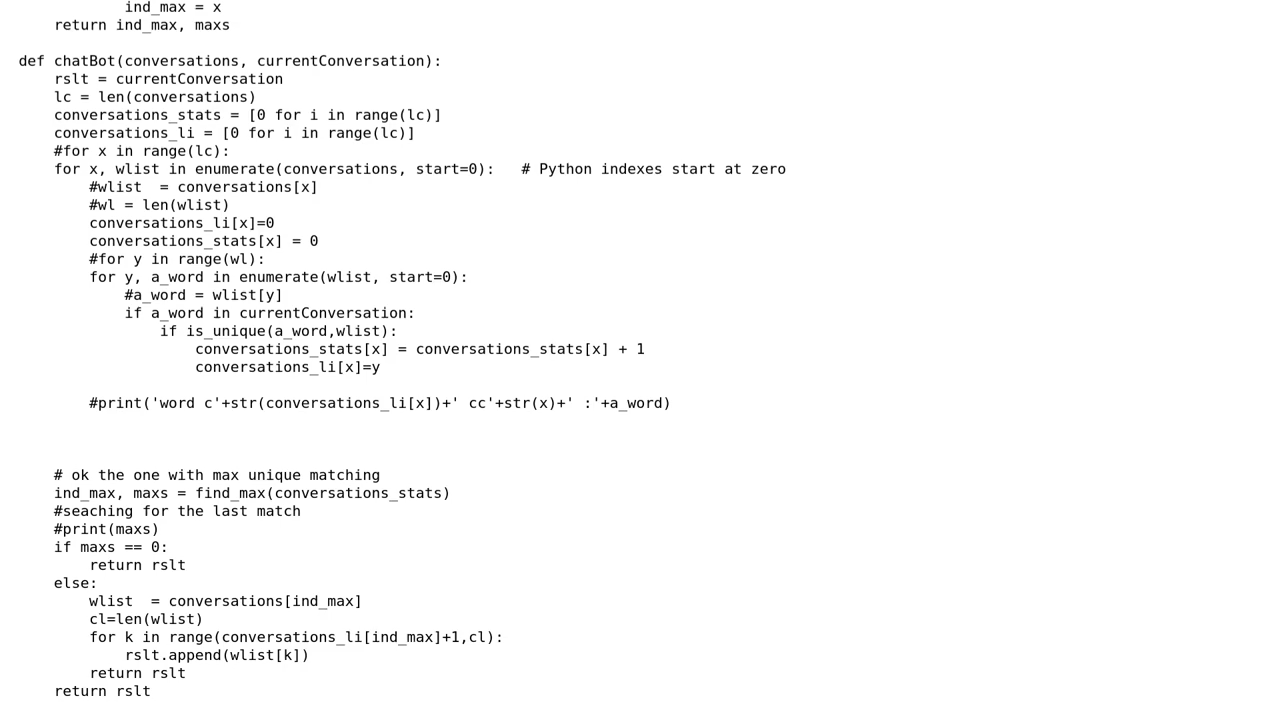 ind_max = x
    return ind_max, maxs

def chatBot(conversations, currentConversation):
    rslt = currentConversation
    lc = len(conversations)
    conversations_stats = [0 for i in range(lc)]
    conversations_li = [0 for i in range(lc)]
    #for x in range(lc):
    for x, wlist in enumerate(conversations, start=0):   # Python indexes start at zero
        #wlist  = conversations[x]
        #wl = len(wlist)
        conversations_li[x]=0
        conversations_stats[x] = 0
        #for y in range(wl):
        for y, a_word in enumerate(wlist, start=0):
            #a_word = wlist[y]
            if a_word in currentConversation:
                if is_unique(a_word,wlist):
                    conversations_stats[x] = conversations_stats[x] + 1
                    conversations_li[x]=y

        #print('word c'+str(conversations_li[x])+' cc'+str(x)+' :'+a_word)

    # ok the one with max unique matching
    ind_max, maxs = find_max(conversations_stats)
    #seaching for the last match
    #print(maxs)
    if maxs == 0:
        return rslt
    else:
        wlist  = conversations[ind_max]
        cl=len(wlist)
        for k in range(conversations_li[ind_max]+1,cl):
            rslt.append(wlist[k])
        return rslt
    return rslt